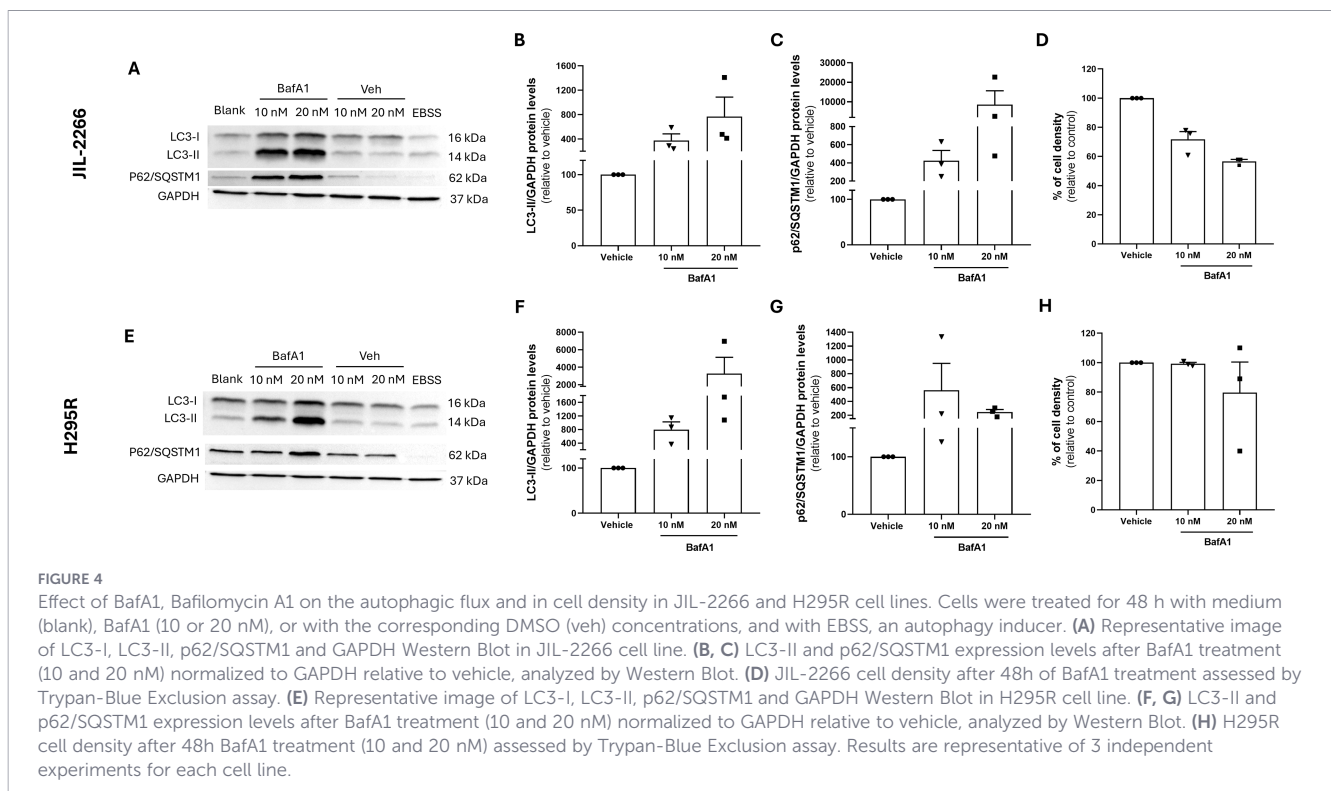 JIL-2266
A
BafA1 Veh
Blank 10 nM 20 nM 10 nM 20 nM EBSS
LC3-I 16 kDa
LC3-II 14 kDa
P62/SQSTM1 62 kDa
GAPDH 37 kDa
B
LC3-II/GAPDH protein levels
(relative to vehicle)
1600
1200
800
400
100
50
0
Vehicle 10 nM 20 nM
BafA1
C
p62/SQSTM1/GAPDH protein levels
(relative to vehicle)
30000
20000
10000
800
600
400
200
100
0
Vehicle 10 nM 20 nM
BafA1
D
% of cell density
(relative to control)
120
100
80
60
40
20
0
Vehicle 10 nM 20 nM
BafA1
H295R
E
BafA1 Veh
Blank 10 nM 20 nM 10 nM 20 nM EBSS
LC3-I 16 kDa
LC3-II 14 kDa
P62/SQSTM1 62 kDa
GAPDH 37 kDa
F
LC3-II/GAPDH protein levels
(relative to vehicle)
8000
6000
4000
2000
1600
1200
800
400
100
0
Vehicle 10 nM 20 nM
BafA1
G
p62/SQSTM1/GAPDH protein levels
(relative to vehicle)
1400
1200
1000
800
600
400
200
100
0
Vehicle 10 nM 20 nM
BafA1
H
% of cell density
(relative to control)
120
100
80
60
40
20
0
Vehicle 10 nM 20 nM
BafA1
FIGURE 4
Effect of BafA1, Bafilomycin A1 on the autophagic flux and in cell density in JIL-2266 and H295R cell lines. Cells were treated for 48 h with medium
(blank), BafA1 (10 or 20 nM), or with the corresponding DMSO (veh) concentrations, and with EBSS, an autophagy inducer. (A) Representative image
of LC3-I, LC3-II, p62/SQSTM1 and GAPDH Western Blot in JIL-2266 cell line. (B, C) LC3-II and p62/SQSTM1 expression levels after BafA1 treatment
(10 and 20 nM) normalized to GAPDH relative to vehicle, analyzed by Western Blot. (D) JIL-2266 cell density after 48h of BafA1 treatment assessed by
Trypan-Blue Exclusion assay. (E) Representative image of LC3-I, LC3-II, p62/SQSTM1 and GAPDH Western Blot in H295R cell line. (F, G) LC3-II and
p62/SQSTM1 expression levels after BafA1 treatment (10 and 20 nM) normalized to GAPDH relative to vehicle, analyzed by Western Blot. (H) H295R
cell density after 48h BafA1 treatment (10 and 20 nM) assessed by Trypan-Blue Exclusion assay. Results are representative of 3 independent
experiments for each cell line.